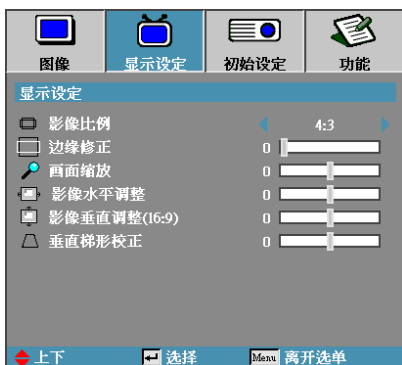 图像 显示设定 初始设定 功能
显示设定
影像比例 4:3
边缘修正 0
画面缩放 0
影像水平调整 0
影像垂直调整(16:9) 0
垂直梯形校正 0
上下 选择 Menu 离开选单